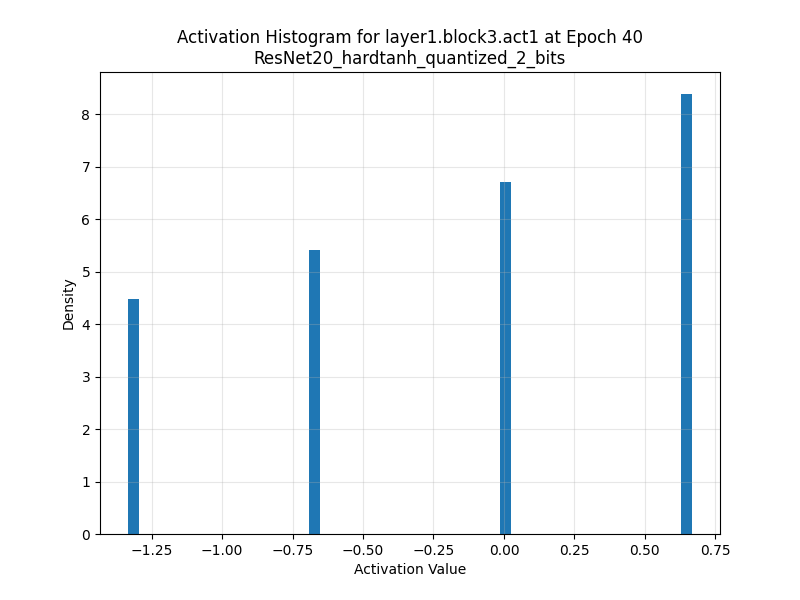 Activation Histogram for layer1.block3.act1 at Epoch 40
ResNet20_hardtanh_quantized_2_bits
8
7
6
5
4
3
2
1
0
Density
−1.25 −1.00 −0.75 −0.50 −0.25 0.00 0.25 0.50 0.75
Activation Value